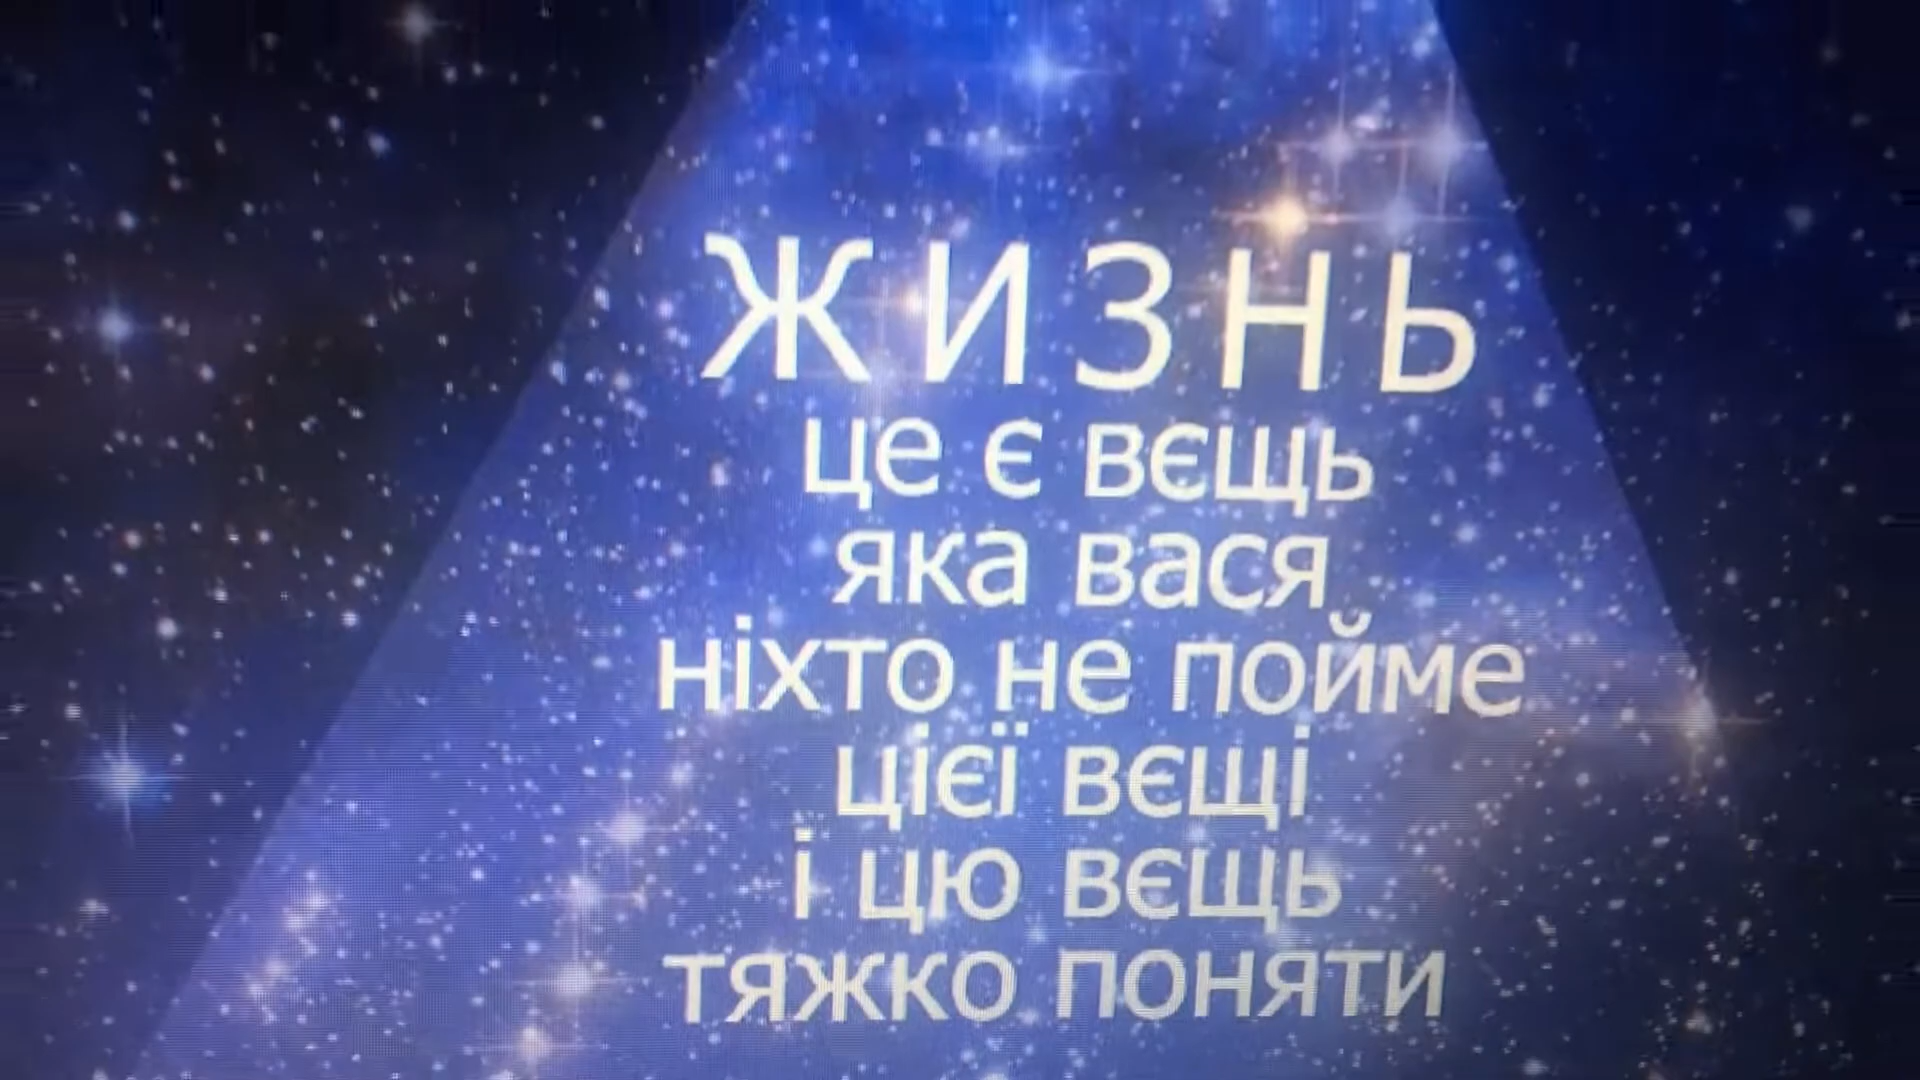 ЖИЗНЬ
це є вєщь
яка вася
ніхто не пойме
цієї вєщі
і цю вєщь
тяжко поняти